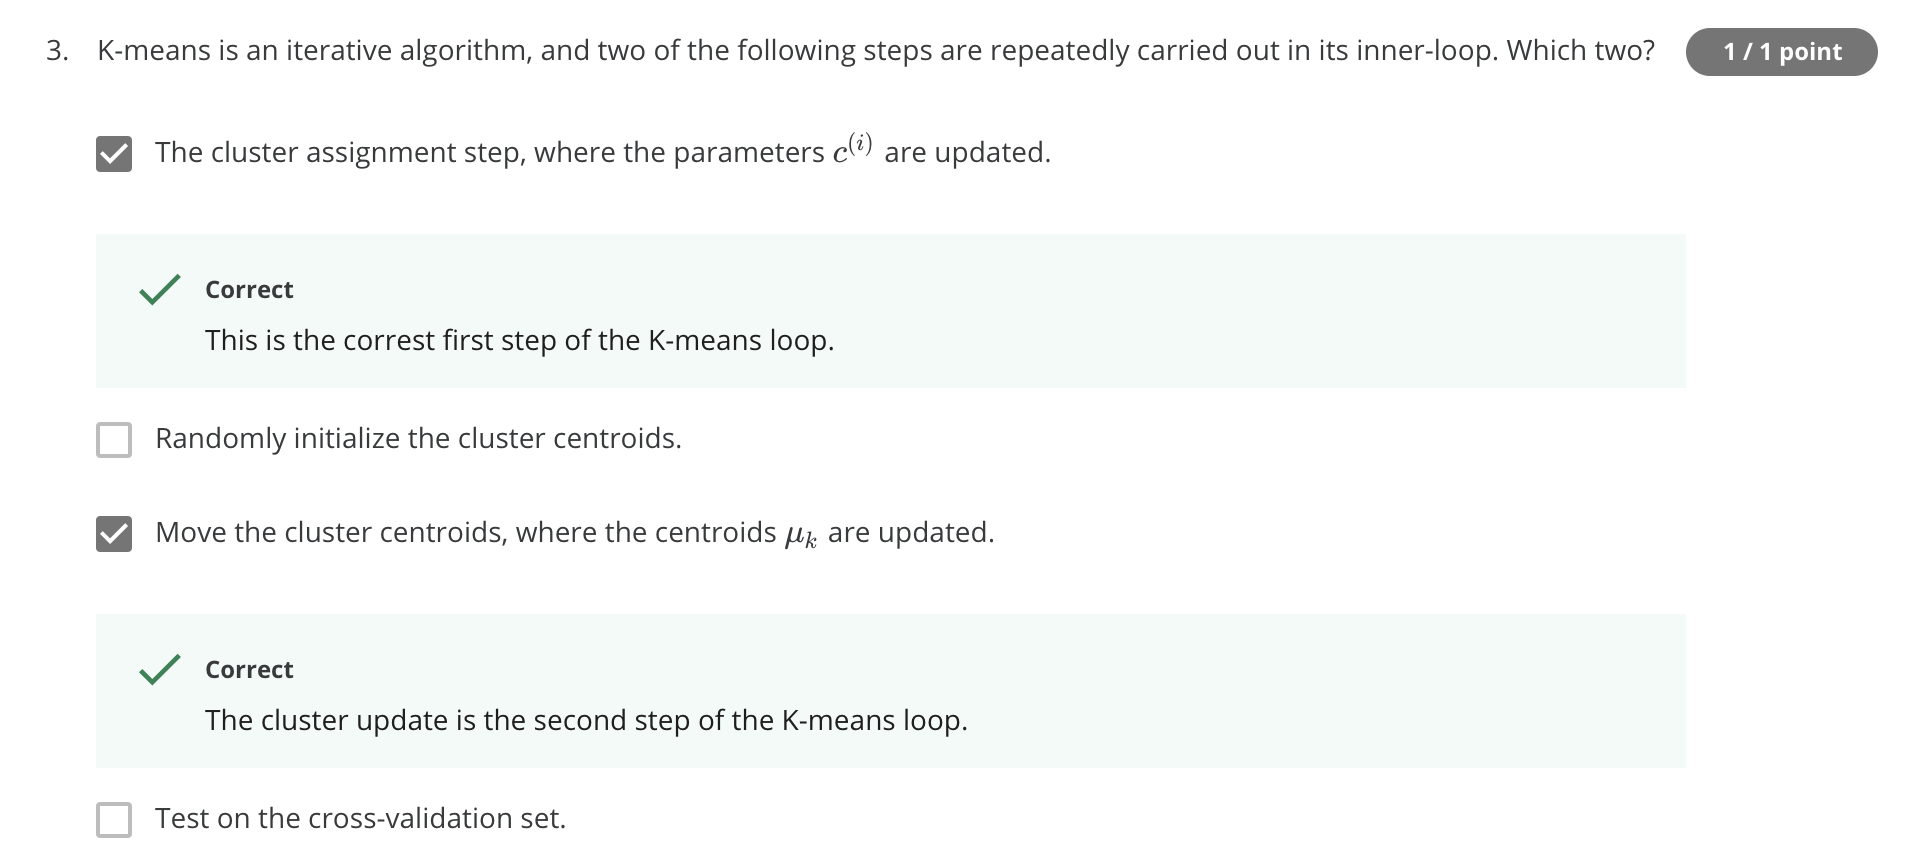 3. K-means is an iterative algorithm, and two of the following steps are repeatedly carried out in its inner-loop. Which two?
1 / 1 point
The cluster assignment step, where the parameters c^(i) are updated.
Correct
This is the correst first step of the K-means loop.
Randomly initialize the cluster centroids.
Move the cluster centroids, where the centroids μ_k are updated.
Correct
The cluster update is the second step of the K-means loop.
Test on the cross-validation set.